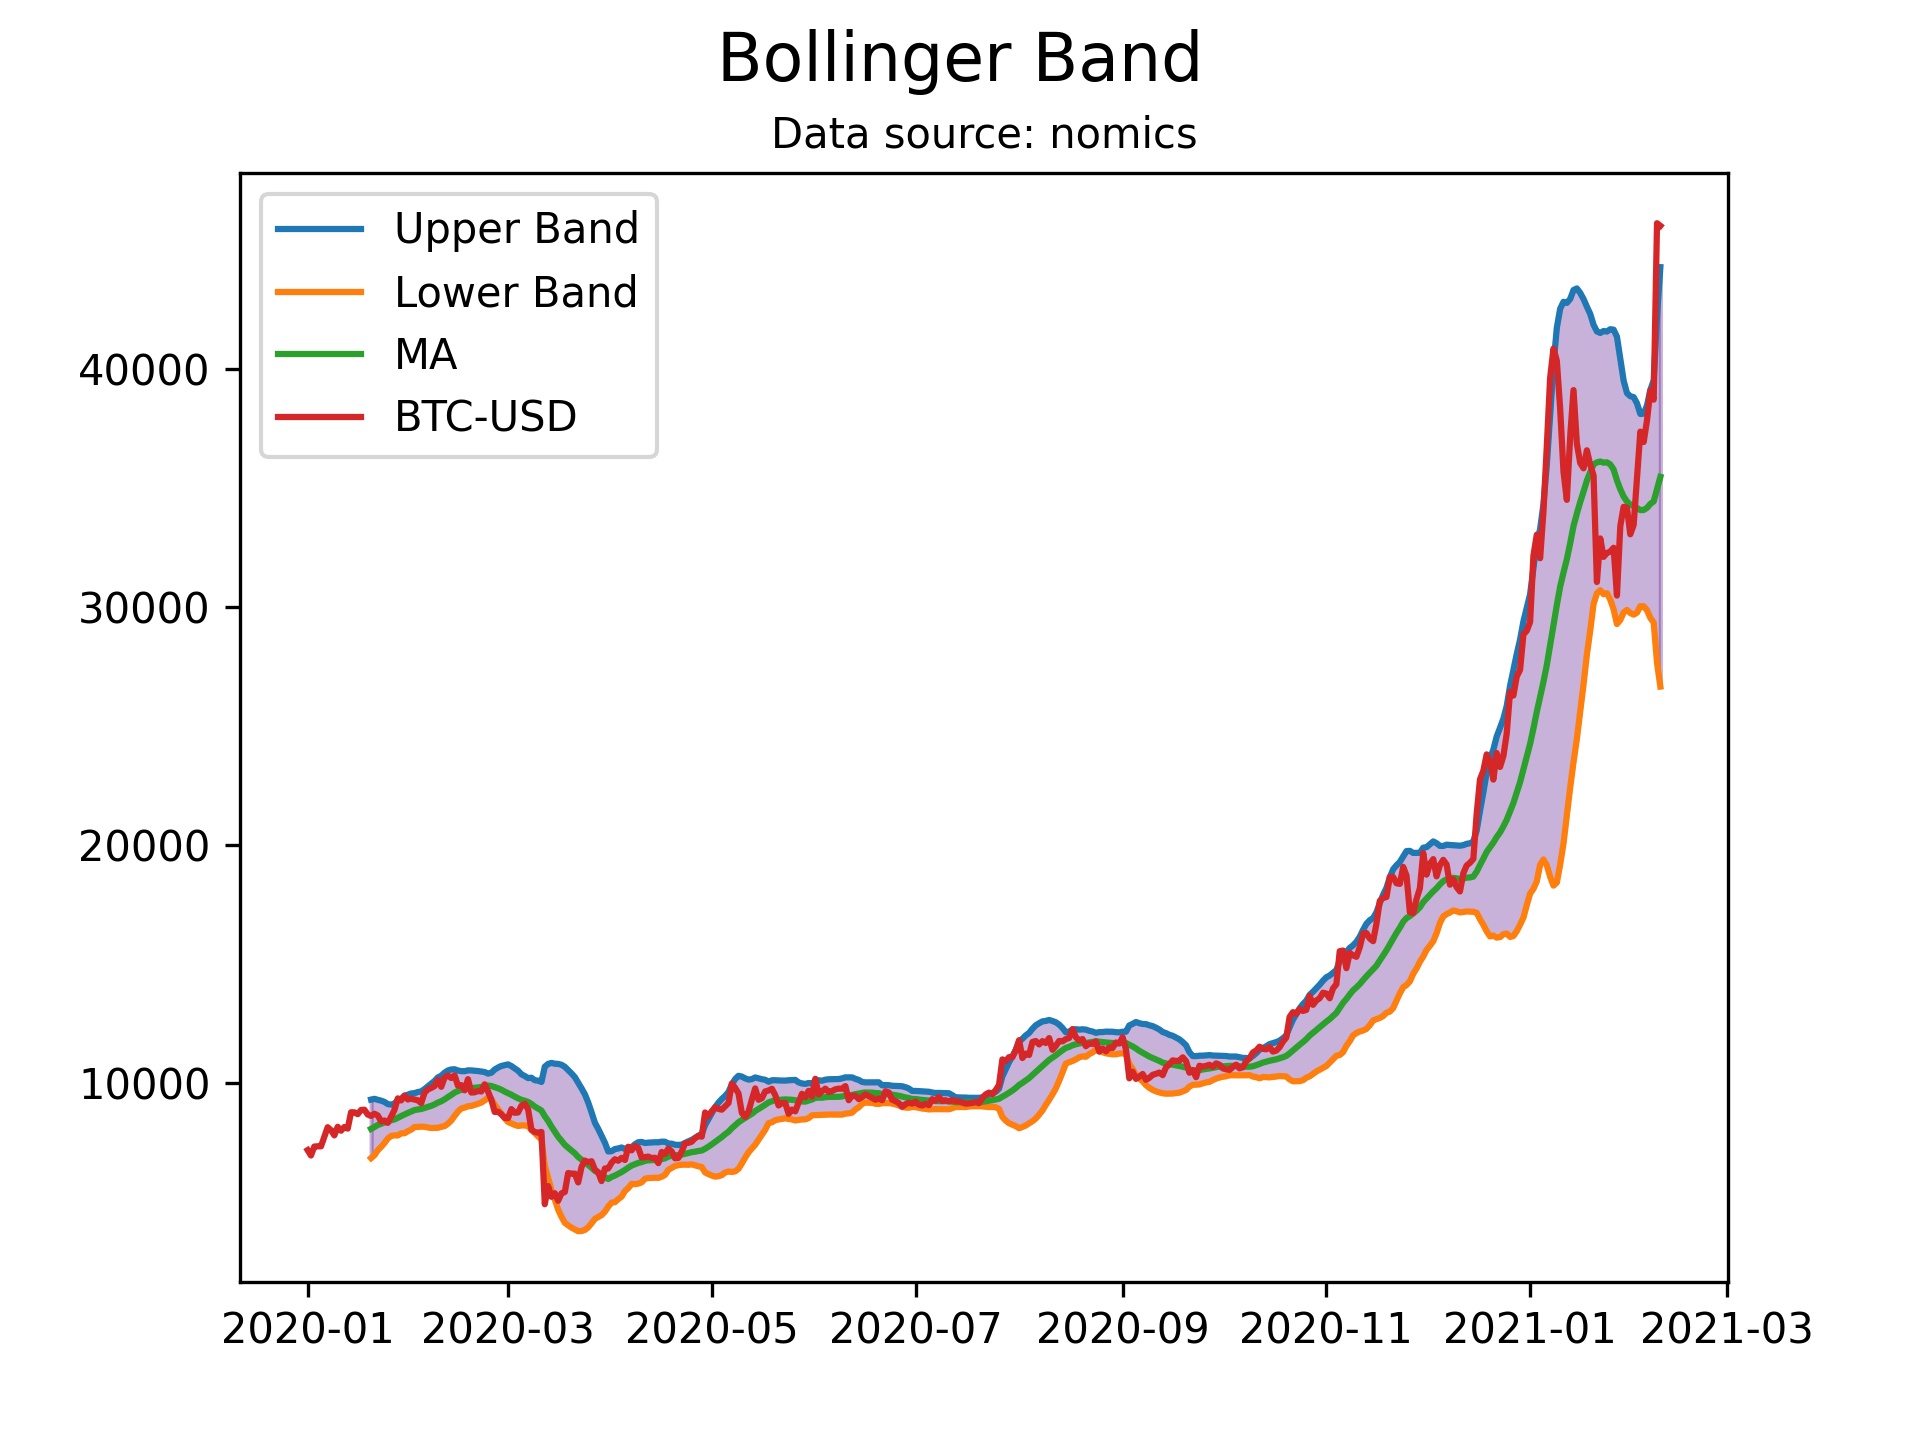 Bollinger Band
Data source: nomics
Upper Band
Lower Band
MA
BTC-USD
40000
30000
20000
10000
2020-01 2020-03 2020-05 2020-07 2020-09 2020-11 2021-01 2021-03